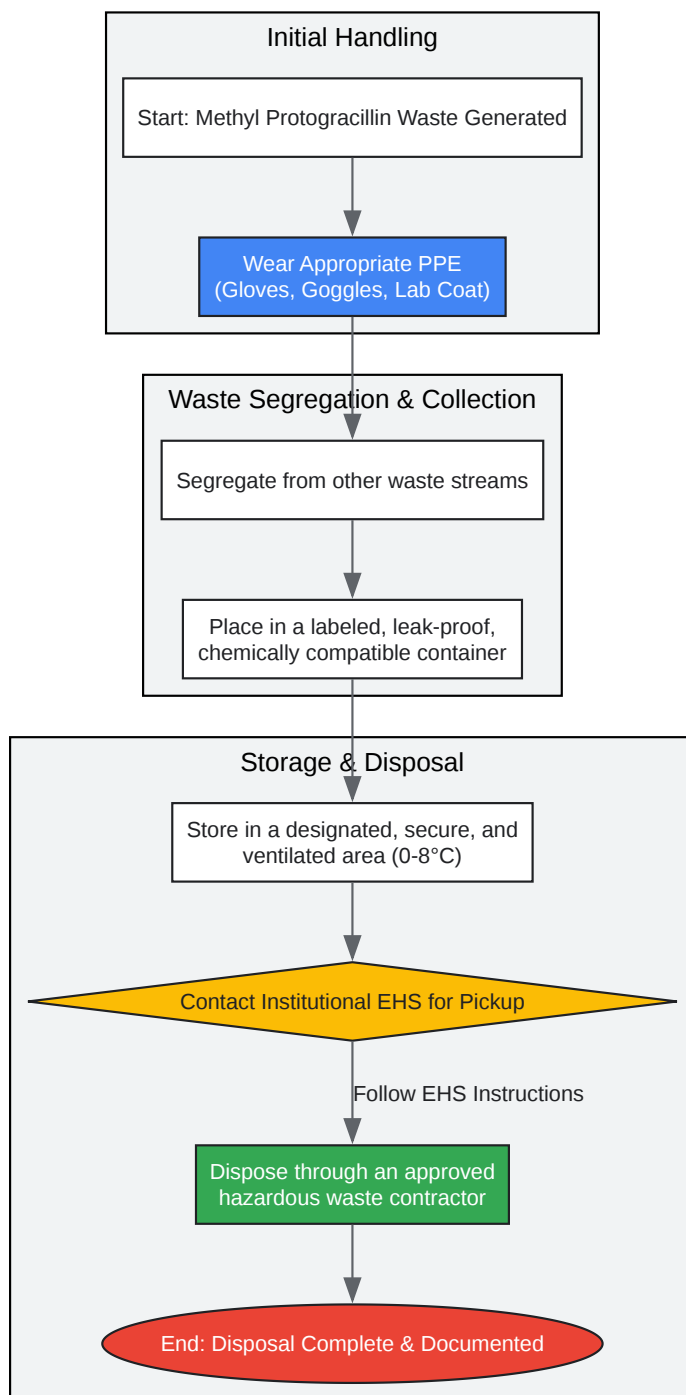 Initial Handling
Start: Methyl Protogracillin Waste Generated
Wear Appropriate PPE
(Gloves, Goggles, Lab Coat)
Waste Segregation & Collection
Segregate from other waste streams
Place in a labeled, leak-proof,
chemically compatible container
Storage & Disposal
Store in a designated, secure, and
ventilated area (0-8°C)
Contact Institutional EHS for Pickup
Follow EHS Instructions
Dispose through an approved
hazardous waste contractor
End: Disposal Complete & Documented